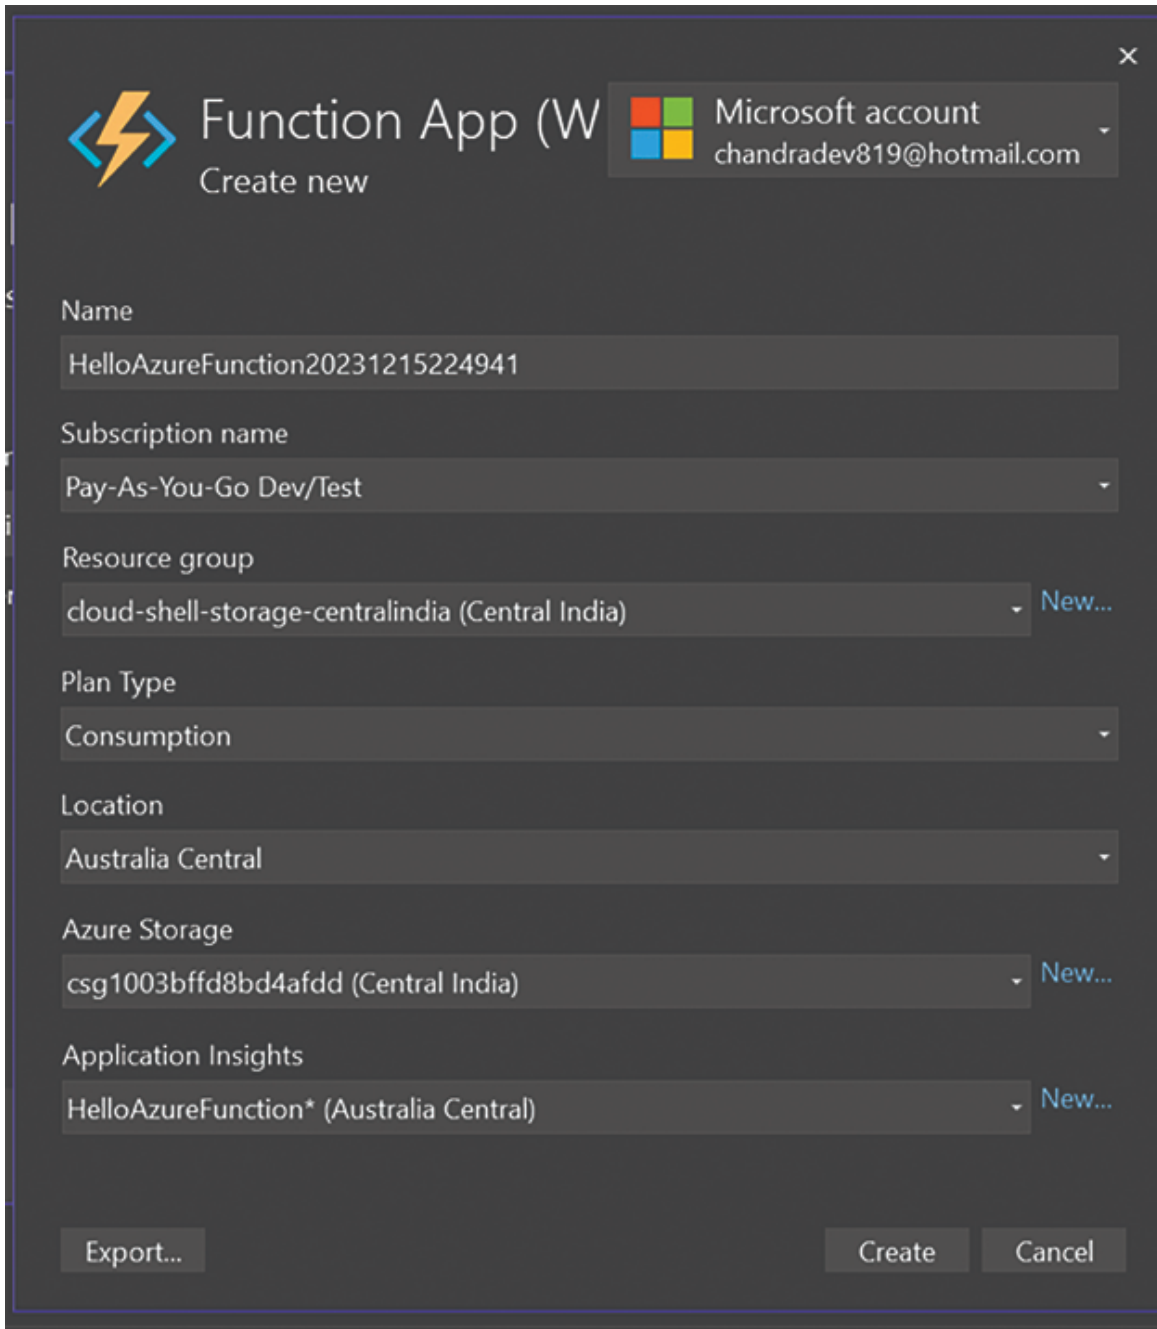 Function App (W
Create new
Microsoft account
chandradev819@hotmail.com
Name
HelloAzureFunction20231215224941
Subscription name
Pay-As-You-Go Dev/Test
Resource group
cloud-shell-storage-centralindia (Central India)
New...
Plan Type
Consumption
Location
Australia Central
Azure Storage
csg1003bffd8bd4afdd (Central India)
New...
Application Insights
HelloAzureFunction* (Australia Central)
New...
Export...
Create
Cancel